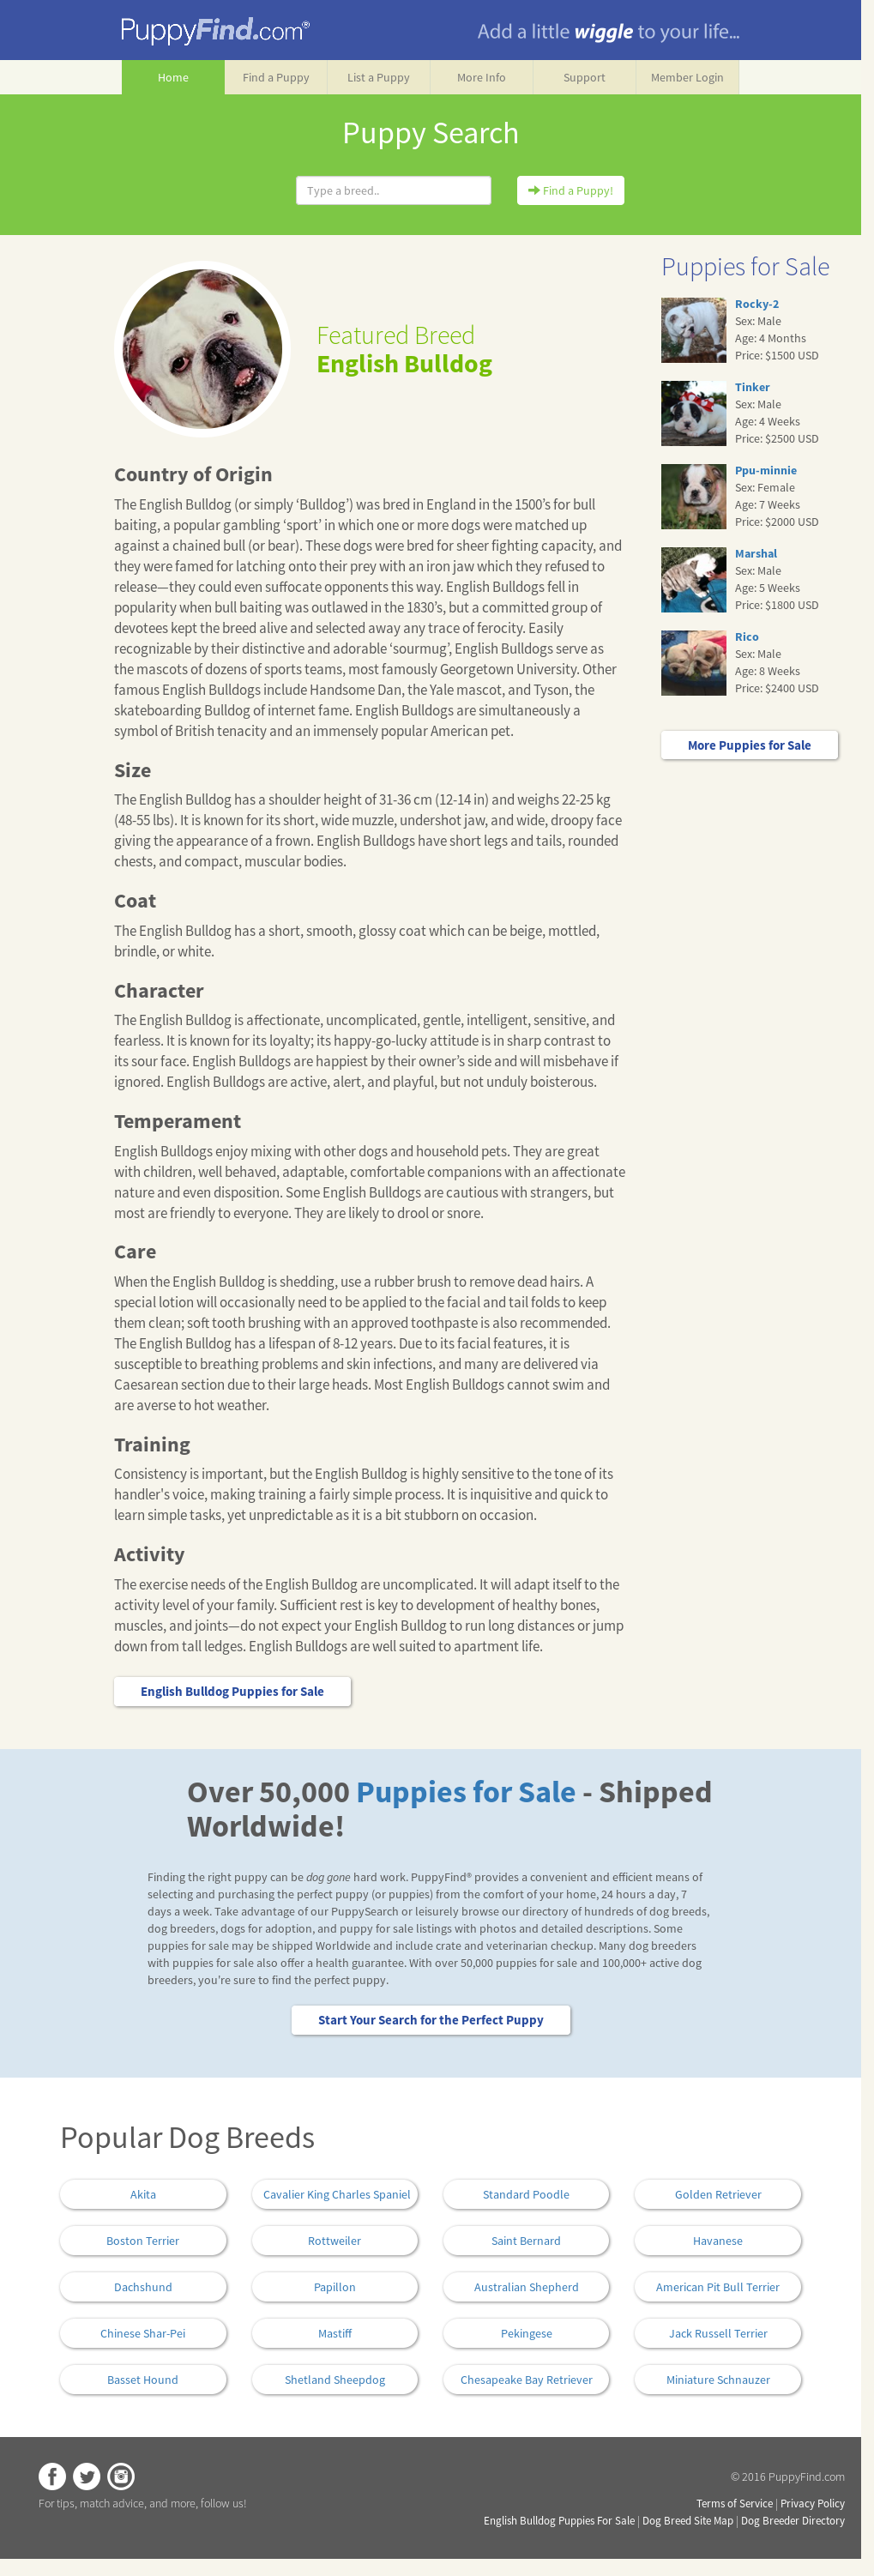 PuppyFind.com®
Add a little wiggle to your life...
Home
Find a Puppy
List a Puppy
More Info
Support
Member Login
Puppy Search
Type a breed..
Find a Puppy!
Featured Breed
English Bulldog
Country of Origin
The English Bulldog (or simply ‘Bulldog’) was bred in England in the 1500’s for bull
baiting, a popular gambling ‘sport’ in which one or more dogs were matched up
against a chained bull (or bear). These dogs were bred for sheer fighting capacity, and
they were famed for latching onto their prey with an iron jaw which they refused to
release—they could even suffocate opponents this way. English Bulldogs fell in
popularity when bull baiting was outlawed in the 1830’s, but a committed group of
devotees kept the breed alive and selected away any trace of ferocity. Easily
recognizable by their distinctive and adorable ‘sourmug’, English Bulldogs serve as
the mascots of dozens of sports teams, most famously Georgetown University. Other
famous English Bulldogs include Handsome Dan, the Yale mascot, and Tyson, the
skateboarding Bulldog of internet fame. English Bulldogs are simultaneously a
symbol of British tenacity and an immensely popular American pet.
Size
The English Bulldog has a shoulder height of 31-36 cm (12-14 in) and weighs 22-25 kg
(48-55 lbs). It is known for its short, wide muzzle, undershot jaw, and wide, droopy face
giving the appearance of a frown. English Bulldogs have short legs and tails, rounded
chests, and compact, muscular bodies.
Coat
The English Bulldog has a short, smooth, glossy coat which can be beige, mottled,
brindle, or white.
Character
The English Bulldog is affectionate, uncomplicated, gentle, intelligent, sensitive, and
fearless. It is known for its loyalty; its happy-go-lucky attitude is in sharp contrast to
its sour face. English Bulldogs are happiest by their owner’s side and will misbehave if
ignored. English Bulldogs are active, alert, and playful, but not unduly boisterous.
Temperament
English Bulldogs enjoy mixing with other dogs and household pets. They are great
with children, well behaved, adaptable, comfortable companions with an affectionate
nature and even disposition. Some English Bulldogs are cautious with strangers, but
most are friendly to everyone. They are likely to drool or snore.
Care
When the English Bulldog is shedding, use a rubber brush to remove dead hairs. A
special lotion will occasionally need to be applied to the facial and tail folds to keep
them clean; soft tooth brushing with an approved toothpaste is also recommended.
The English Bulldog has a lifespan of 8-12 years. Due to its facial features, it is
susceptible to breathing problems and skin infections, and many are delivered via
Caesarean section due to their large heads. Most English Bulldogs cannot swim and
are averse to hot weather.
Training
Consistency is important, but the English Bulldog is highly sensitive to the tone of its
handler's voice, making training a fairly simple process. It is inquisitive and quick to
learn simple tasks, yet unpredictable as it is a bit stubborn on occasion.
Activity
The exercise needs of the English Bulldog are uncomplicated. It will adapt itself to the
activity level of your family. Sufficient rest is key to development of healthy bones,
muscles, and joints—do not expect your English Bulldog to run long distances or jump
down from tall ledges. English Bulldogs are well suited to apartment life.
English Bulldog Puppies for Sale
Puppies for Sale
Rocky-2
Sex: Male
Age: 4 Months
Price: $1500 USD
Tinker
Sex: Male
Age: 4 Weeks
Price: $2500 USD
Ppu-minnie
Sex: Female
Age: 7 Weeks
Price: $2000 USD
Marshal
Sex: Male
Age: 5 Weeks
Price: $1800 USD
Rico
Sex: Male
Age: 8 Weeks
Price: $2400 USD
More Puppies for Sale
Over 50,000 Puppies for Sale - Shipped
Worldwide!
Finding the right puppy can be dog gone hard work. PuppyFind® provides a convenient and efficient means of
selecting and purchasing the perfect puppy (or puppies) from the comfort of your home, 24 hours a day, 7
days a week. Take advantage of our PuppySearch or leisurely browse our directory of hundreds of dog breeds,
dog breeders, dogs for adoption, and puppy for sale listings with photos and detailed descriptions. Some
puppies for sale may be shipped Worldwide and include crate and veterinarian checkup. Many dog breeders
with puppies for sale also offer a health guarantee. With over 50,000 puppies for sale and 100,000+ active dog
breeders, you're sure to find the perfect puppy.
Start Your Search for the Perfect Puppy
Popular Dog Breeds
Akita
Cavalier King Charles Spaniel
Standard Poodle
Golden Retriever
Boston Terrier
Rottweiler
Saint Bernard
Havanese
Dachshund
Papillon
Australian Shepherd
American Pit Bull Terrier
Chinese Shar-Pei
Mastiff
Pekingese
Jack Russell Terrier
Basset Hound
Shetland Sheepdog
Chesapeake Bay Retriever
Miniature Schnauzer
For tips, match advice, and more, follow us!
© 2016 PuppyFind.com
Terms of Service | Privacy Policy
English Bulldog Puppies For Sale | Dog Breed Site Map | Dog Breeder Directory